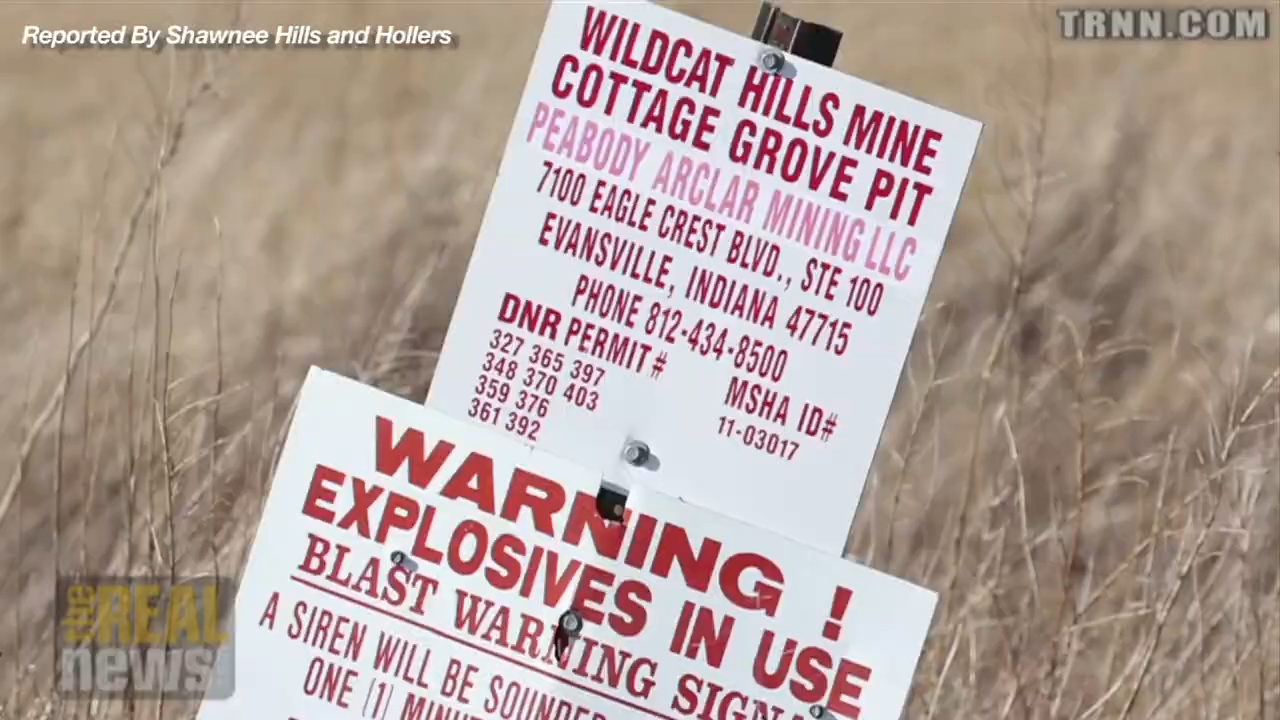 Reported By Shawnee Hills and Hollers
TRNN.COM
WILDCAT HILLS MINE
COTTAGE GROVE PIT
PEABODY ARCLAR MINING LLC
7100 EAGLE CREST BLVD., STE 100
EVANSVILLE, INDIANA 47715
PHONE 812-434-8500
DNR PERMIT #
327 365 397
348 370 403
359 376
361 392
MSHA ID#
11-03017
WARNING !
EXPLOSIVES IN USE
BLAST WARNING
A SIREN WILL BE
ONE (1)
the REAL
news